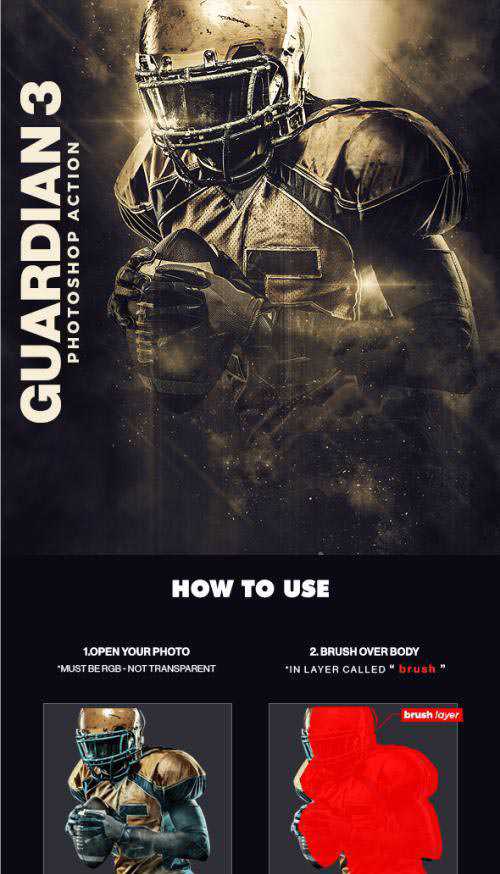 GUARDIAN 3
PHOTOSHOP ACTION
HOW TO USE
1.OPEN YOUR PHOTO
*MUST BE RGB - NOT TRANSPARENT
2. BRUSH OVER BODY
*IN LAYER CALLED " brush "
brush layer